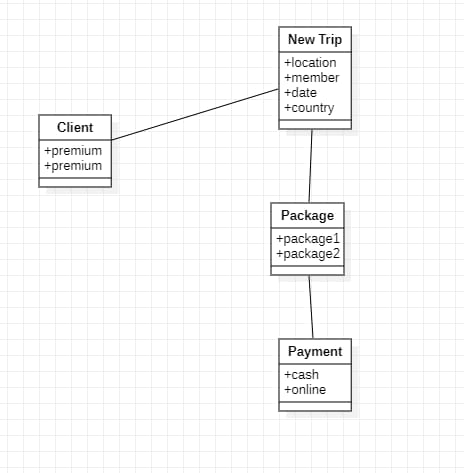 New Trip
+location
+member
+date
+country
Client
+premium
+premium
Package
+package1
+package2
Payment
+cash
+online